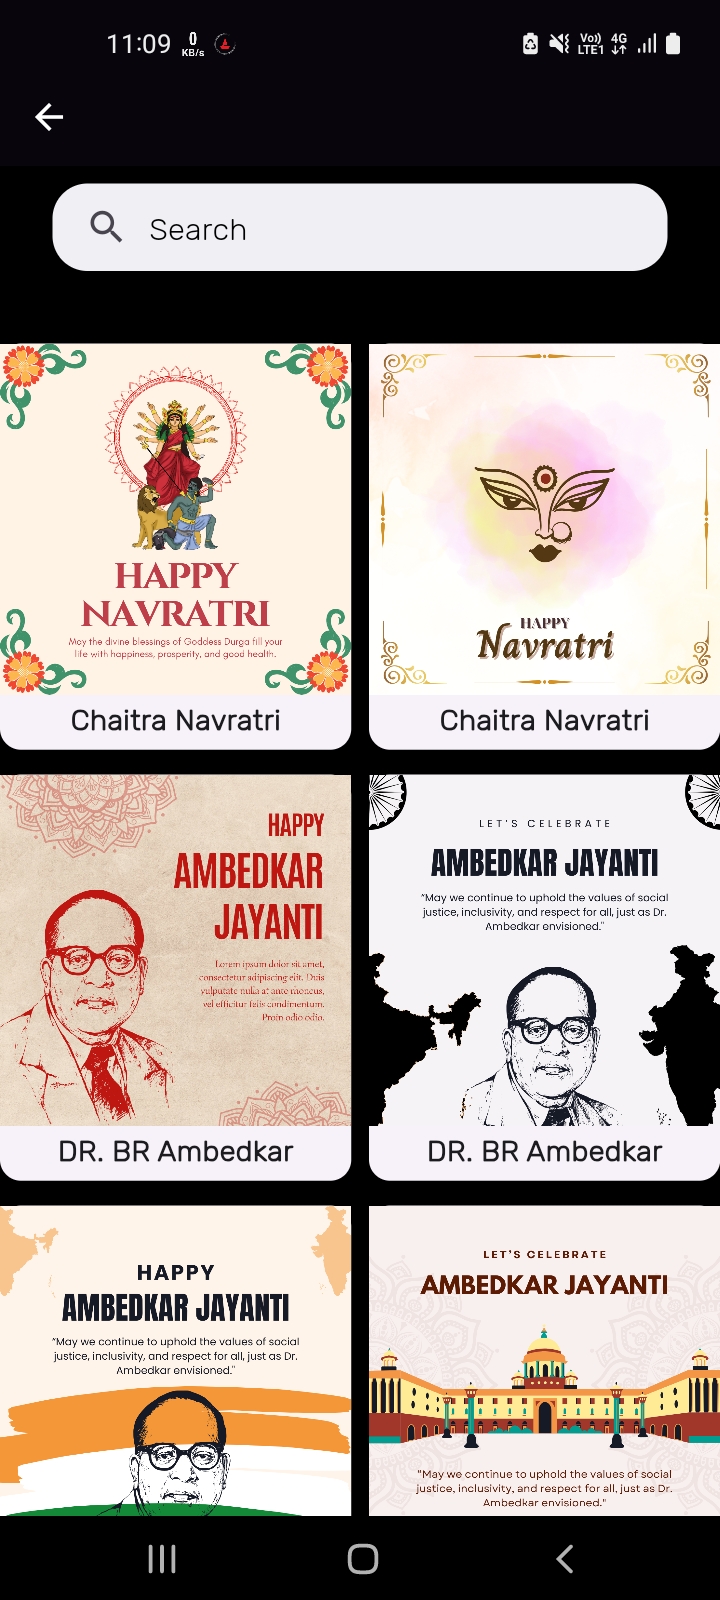 11:09
0
KB/s
Vo))
LTE1
4G
Search
HAPPY
NAVRATRI
May the divine blessings of Goddess Durga fill your
life with happiness, prosperity, and good health.
Chaitra Navratri
HAPPY
Navratri
Chaitra Navratri
HAPPY
AMBEDKAR
JAYANTI
Lorem ipsum dolor sit amet,
consectetur adipiscing elit. Duis
vulputate nulla at ante rhoncus,
vel efficitur felis condimentum.
Proin odio odio.
DR. BR Ambedkar
LET'S CELEBRATE
AMBEDKAR JAYANTI
"May we continue to uphold the values of social
justice, inclusivity, and respect for all, just as Dr.
Ambedkar envisioned."
DR. BR Ambedkar
HAPPY
AMBEDKAR JAYANTI
"May we continue to uphold the values of social
justice, inclusivity, and respect for all, just as Dr.
Ambedkar envisioned."
LET'S CELEBRATE
AMBEDKAR JAYANTI
"May we continue to uphold the values of social
justice, inclusivity, and respect for all, just as Dr.
Ambedkar envisioned."